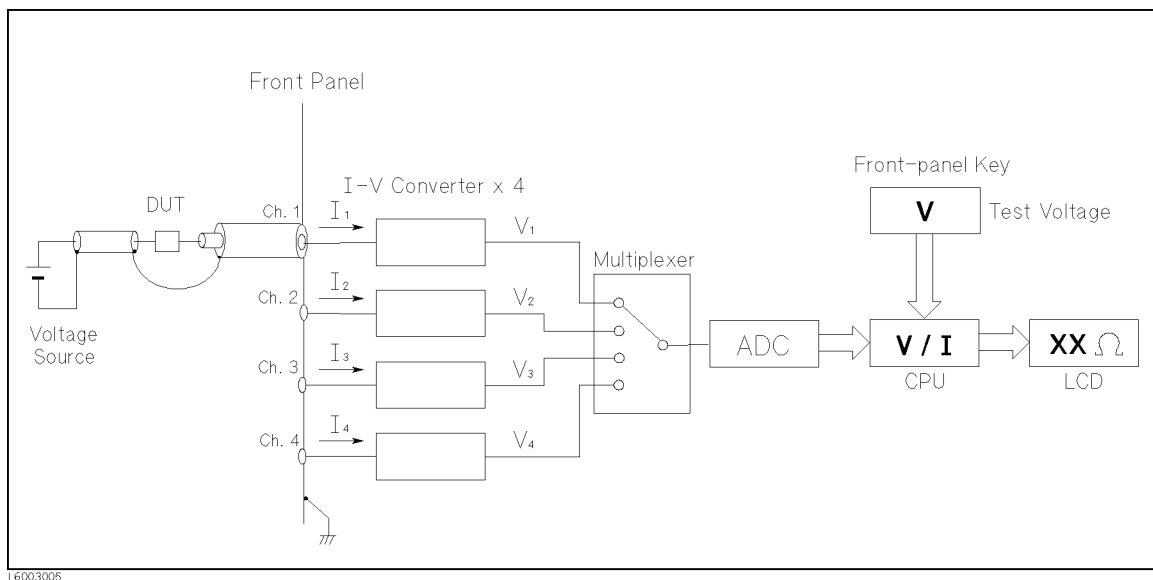 Front Panel
I-V Converter x 4
DUT
Ch. 1
I1
V1
Voltage
Source
Ch. 2
I2
V2
Ch. 3
I3
V3
Ch. 4
I4
V4
Multiplexer
ADC
Front-panel Key
V
Test Voltage
V / I
CPU
XX Ω
LCD
L6003005